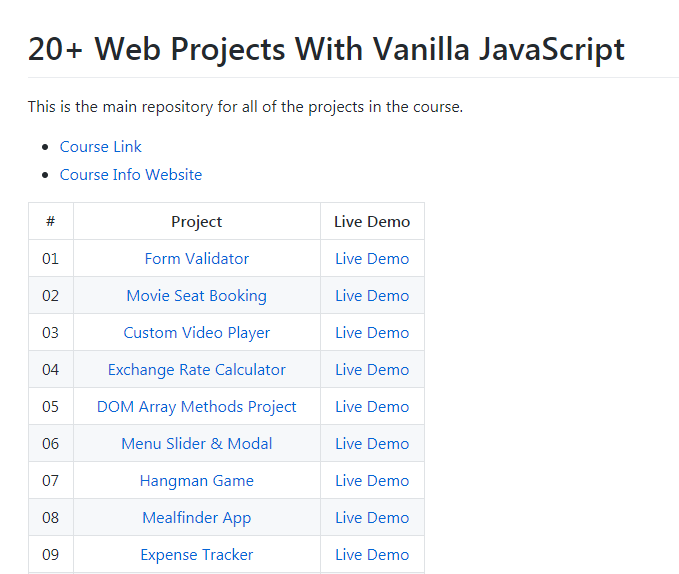 20+ Web Projects With Vanilla JavaScript
This is the main repository for all of the projects in the course.
Course Link
Course Info Website
# Project Live Demo
01 Form Validator Live Demo
02 Movie Seat Booking Live Demo
03 Custom Video Player Live Demo
04 Exchange Rate Calculator Live Demo
05 DOM Array Methods Project Live Demo
06 Menu Slider & Modal Live Demo
07 Hangman Game Live Demo
08 Mealfinder App Live Demo
09 Expense Tracker Live Demo